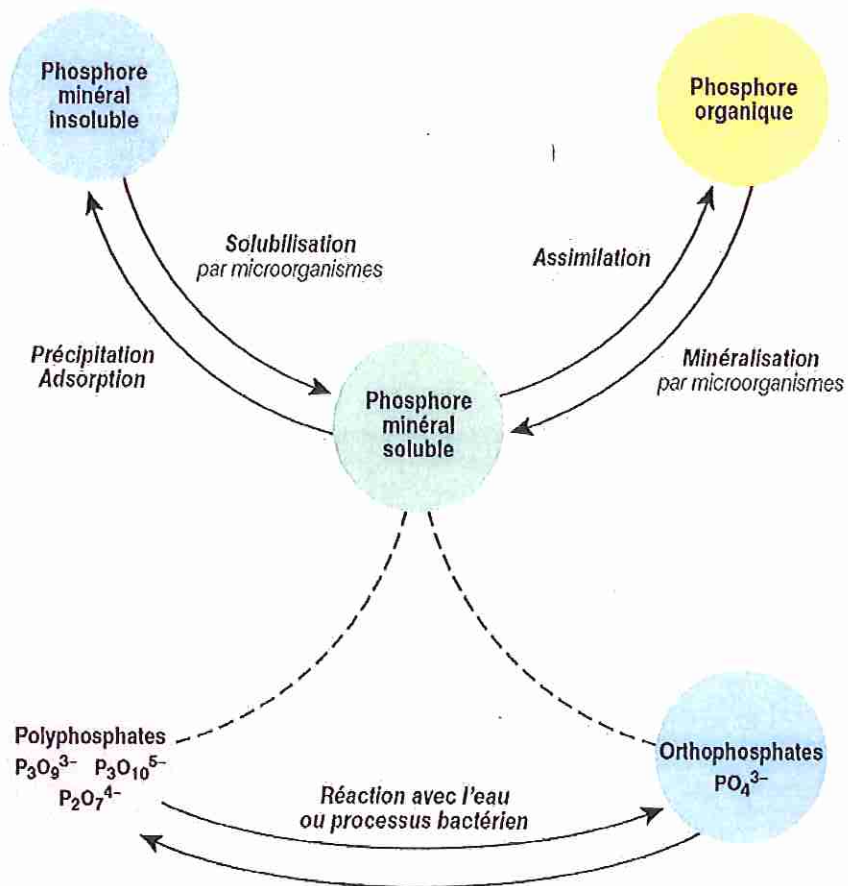 Phosphore
minéral
insoluble
Phosphore
organique
Solubilisation
par microorganismes
Assimilation
Précipitation
Adsorption
Minéralisation
par microorganismes
Phosphore
minéral
soluble
Polyphosphates
P₃O₉³⁻ P₃O₁₀⁵⁻
P₂O₇⁴⁻
Orthophosphates
PO₄³⁻
Réaction avec l'eau
ou processus bactérien